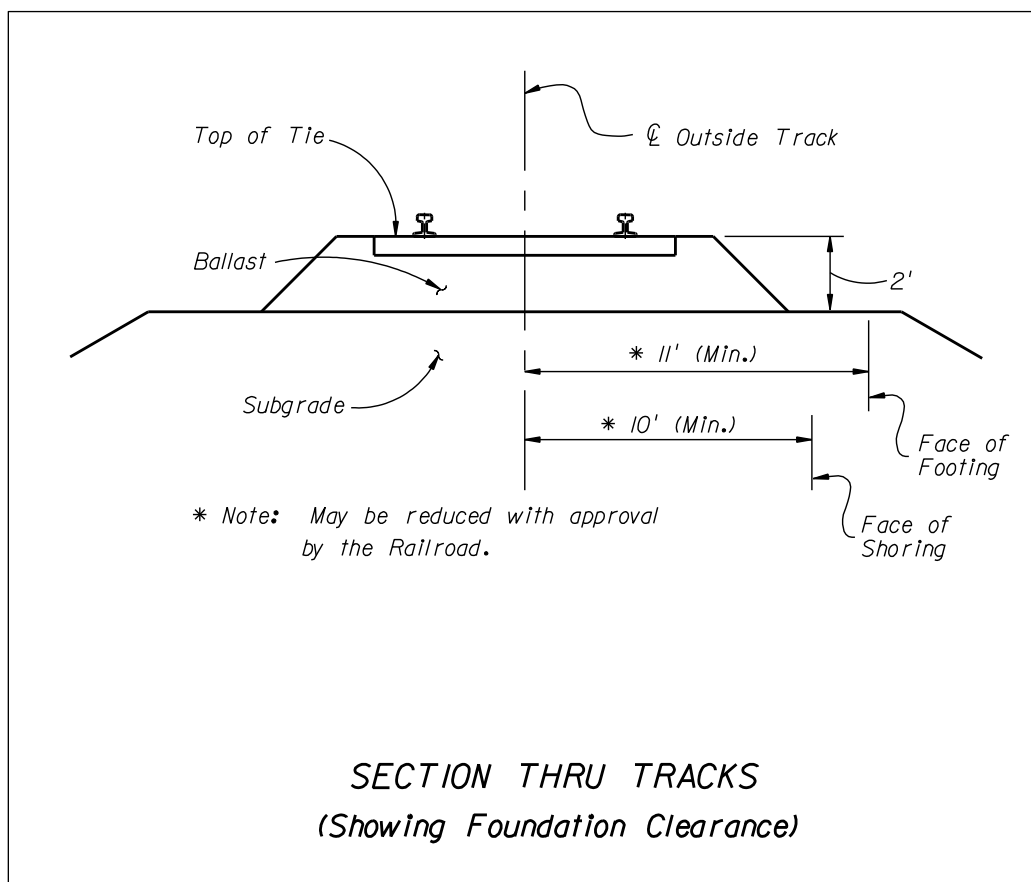 Top of Tie
℄ Outside Track
Ballast
2'
* 11' (Min.)
Subgrade
* 10' (Min.)
Face of
Footing
* Note: May be reduced with approval
by the Railroad.
Face of
Shoring
SECTION THRU TRACKS
(Showing Foundation Clearance)